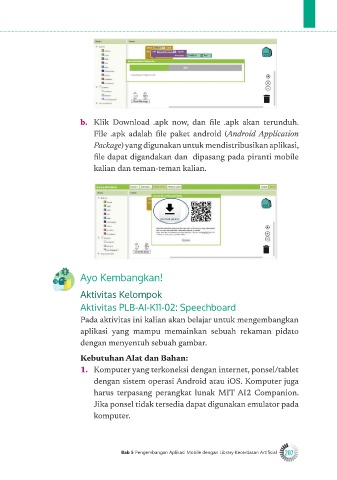 b. Klik Download .apk now, dan file .apk akan terunduh.
File .apk adalah file paket android (Android Application
Package) yang digunakan untuk mendistribusikan aplikasi,
file dapat digandakan dan dipasang pada piranti mobile
kalian dan teman-teman kalian.
Ayo Kembangkan!
Aktivitas Kelompok
Aktivitas PLB-AI-K11-02: Speechboard
Pada aktivitas ini kalian akan belajar untuk mengembangkan
aplikasi yang mampu memainkan sebuah rekaman pidato
dengan menyentuh sebuah gambar.
Kebutuhan Alat dan Bahan:
1. Komputer yang terkoneksi dengan internet, ponsel/tablet
dengan sistem operasi Android atau iOS. Komputer juga
harus terpasang perangkat lunak MIT AI2 Companion.
Jika ponsel tidak tersedia dapat digunakan emulator pada
komputer.
Bab 5 Pengembangan Aplikasi Mobile dengan Library Kecerdasan Artifisial 207